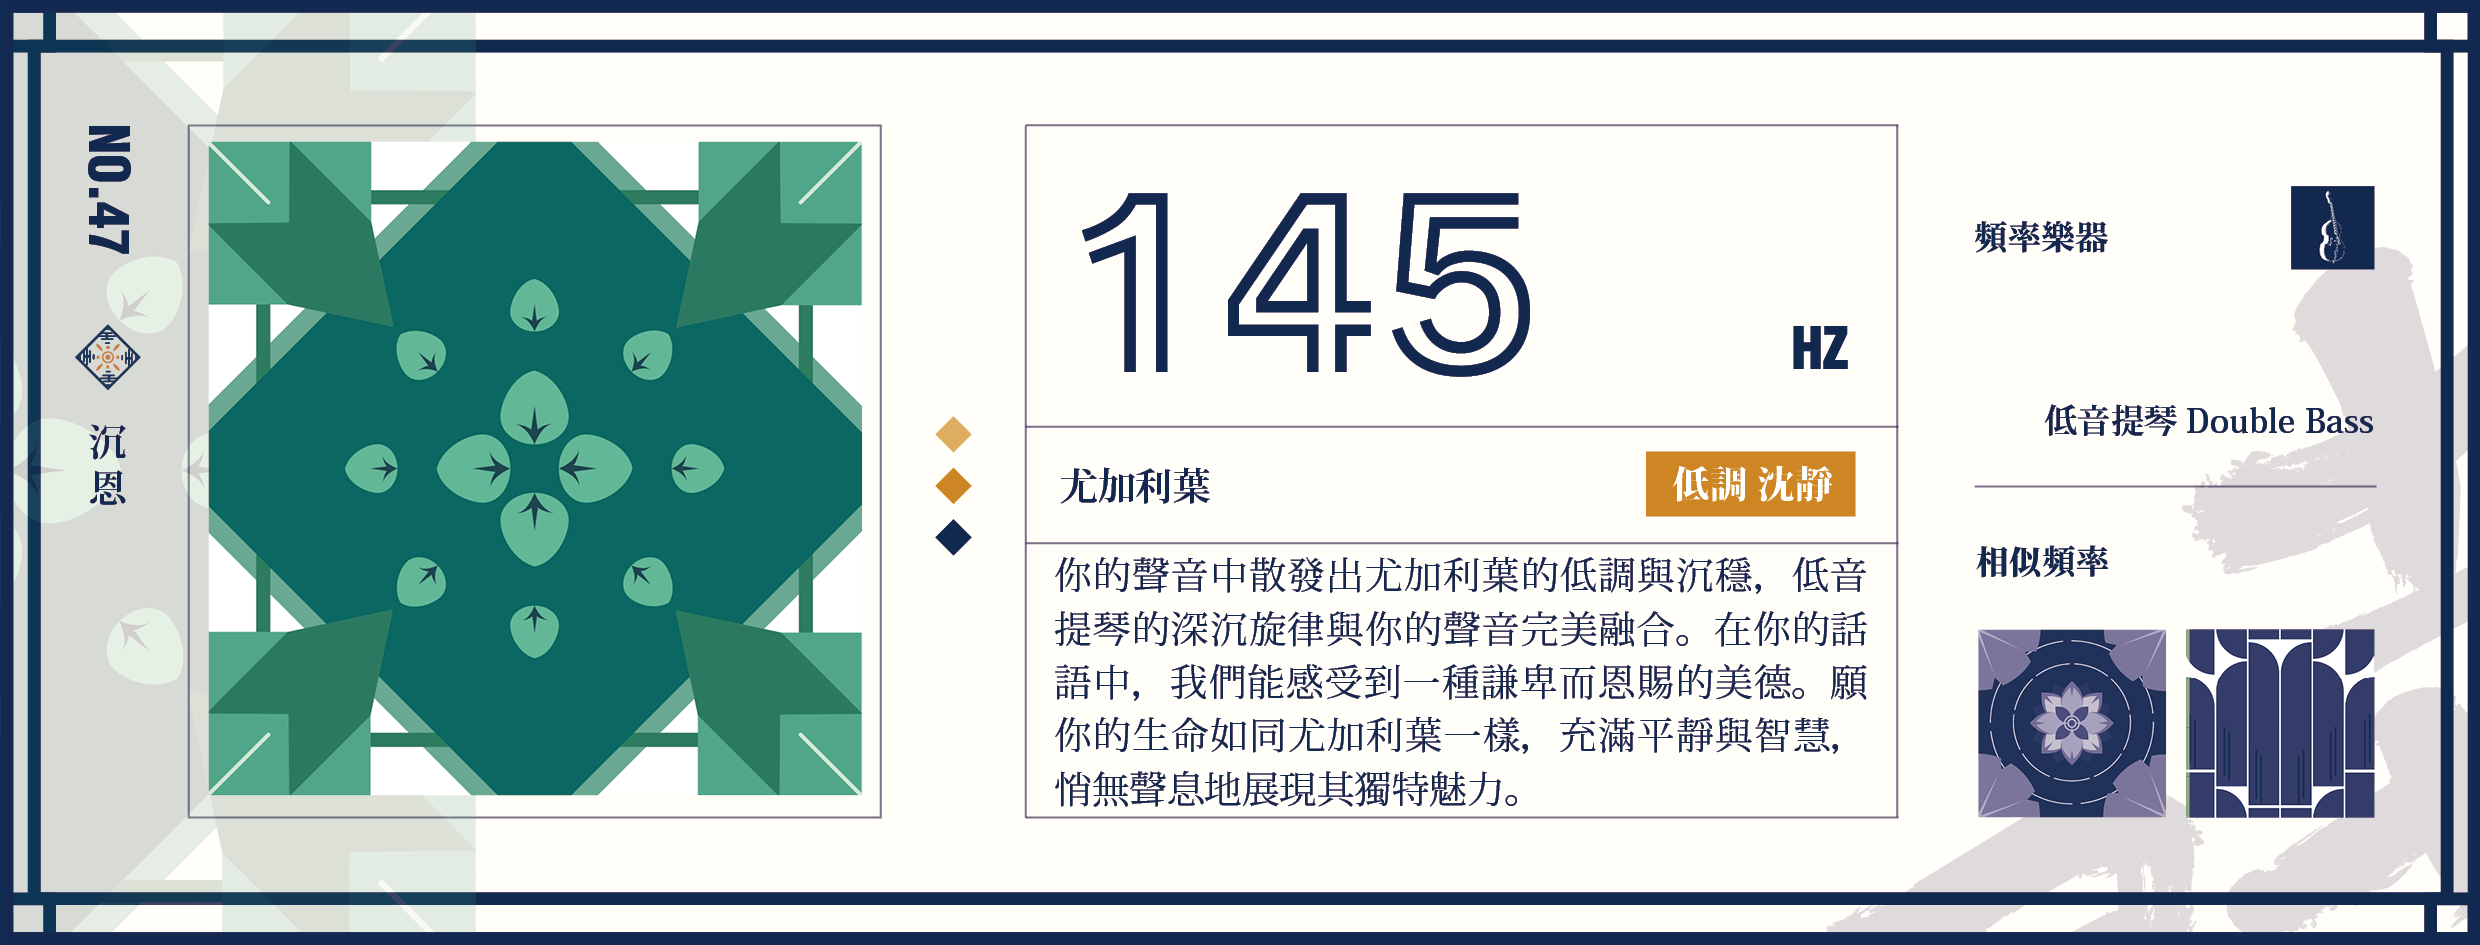 NO.47
沉恩
145
HZ
尤加利葉
低調 沈靜
你的聲音中散發出尤加利葉的低調與沉穩，低音
提琴的深沉旋律與你的聲音完美融合。在你的話
語中，我們能感受到一種謙卑而恩賜的美德。願
你的生命如同尤加利葉一樣，充滿平靜與智慧，
悄無聲息地展現其獨特魅力。
頻率樂器
低音提琴 Double Bass
相似頻率